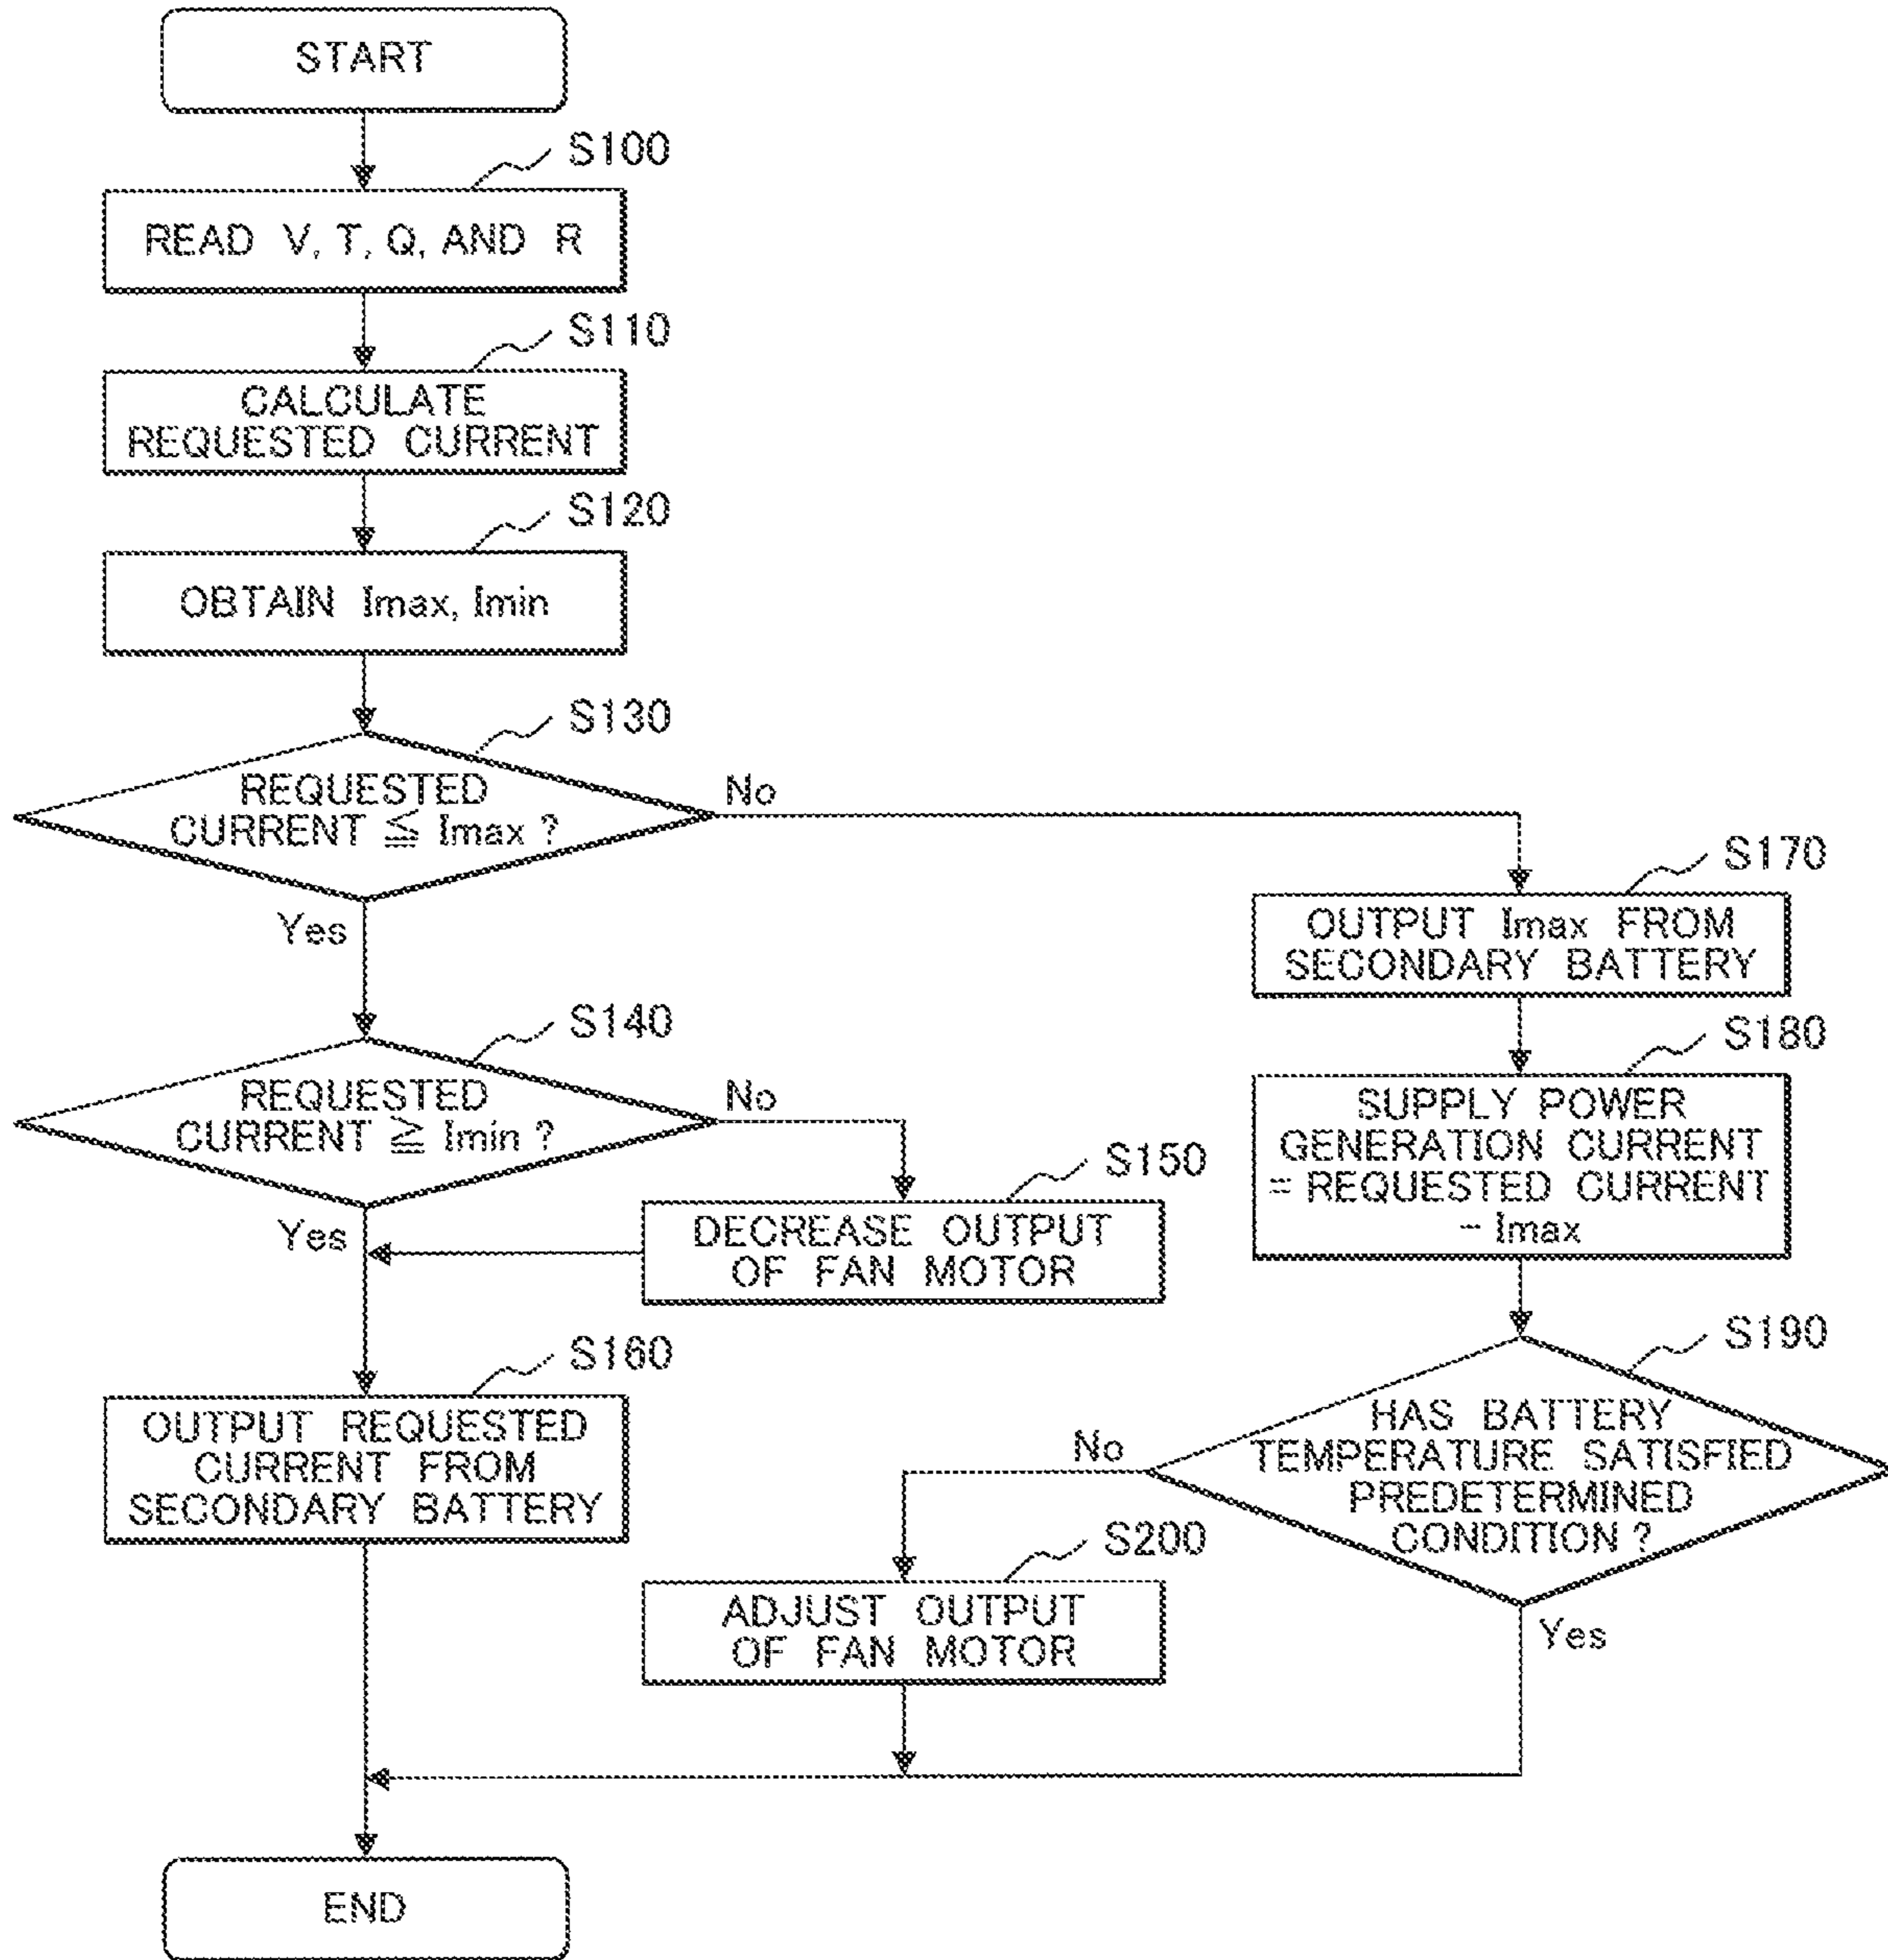 START
S100
READ V, T, Q, AND R
S110
CALCULATE
REQUESTED CURRENT
S120
OBTAIN Imax, Imin
S130
REQUESTED
CURRENT ≦ Imax ?
No
Yes
S140
REQUESTED
CURRENT ≧ Imin ?
No
Yes
S150
DECREASE OUTPUT
OF FAN MOTOR
S160
OUTPUT REQUESTED
CURRENT FROM
SECONDARY BATTERY
S170
OUTPUT Imax FROM
SECONDARY BATTERY
S180
SUPPLY POWER
GENERATION CURRENT
= REQUESTED CURRENT
− Imax
S190
HAS BATTERY
TEMPERATURE SATISFIED
PREDETERMINED
CONDITION ?
No
Yes
S200
ADJUST OUTPUT
OF FAN MOTOR
END